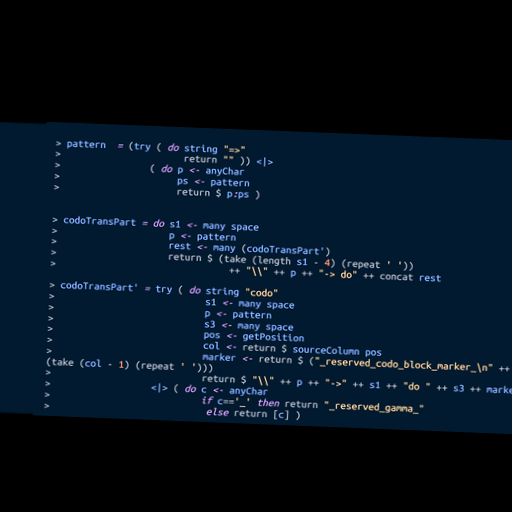 > pattern  = (try ( do string "=>"
>                      return "" )) <|>
>                ( do p <- anyChar
>                     ps <- pattern
>                     return $ p:ps )
> codoTransPart = do s1 <- many space
>                    p <- pattern
>                    rest <- many (codoTransPart')
>                    return $ (take (length s1 - 4) (repeat ' '))
>                               ++ "\\" ++ p ++ "-> do" ++ concat rest
> codoTransPart' = try ( do string "codo"
>                           s1 <- many space
>                           p <- pattern
>                           s3 <- many space
>                           pos <- getPosition
>                           col <- return $ sourceColumn pos
>                           marker <- return $ ("_reserved_codo_block_marker_\n" ++
(take (col - 1) (repeat ' ')))
>                           return $ "\\" ++ p ++ "->" ++ s1 ++ "do " ++ s3 ++ marke
>                  <|> ( do c <- anyChar
>                           if c=='_' then return "_reserved_gamma_"
>                           else return [c] )